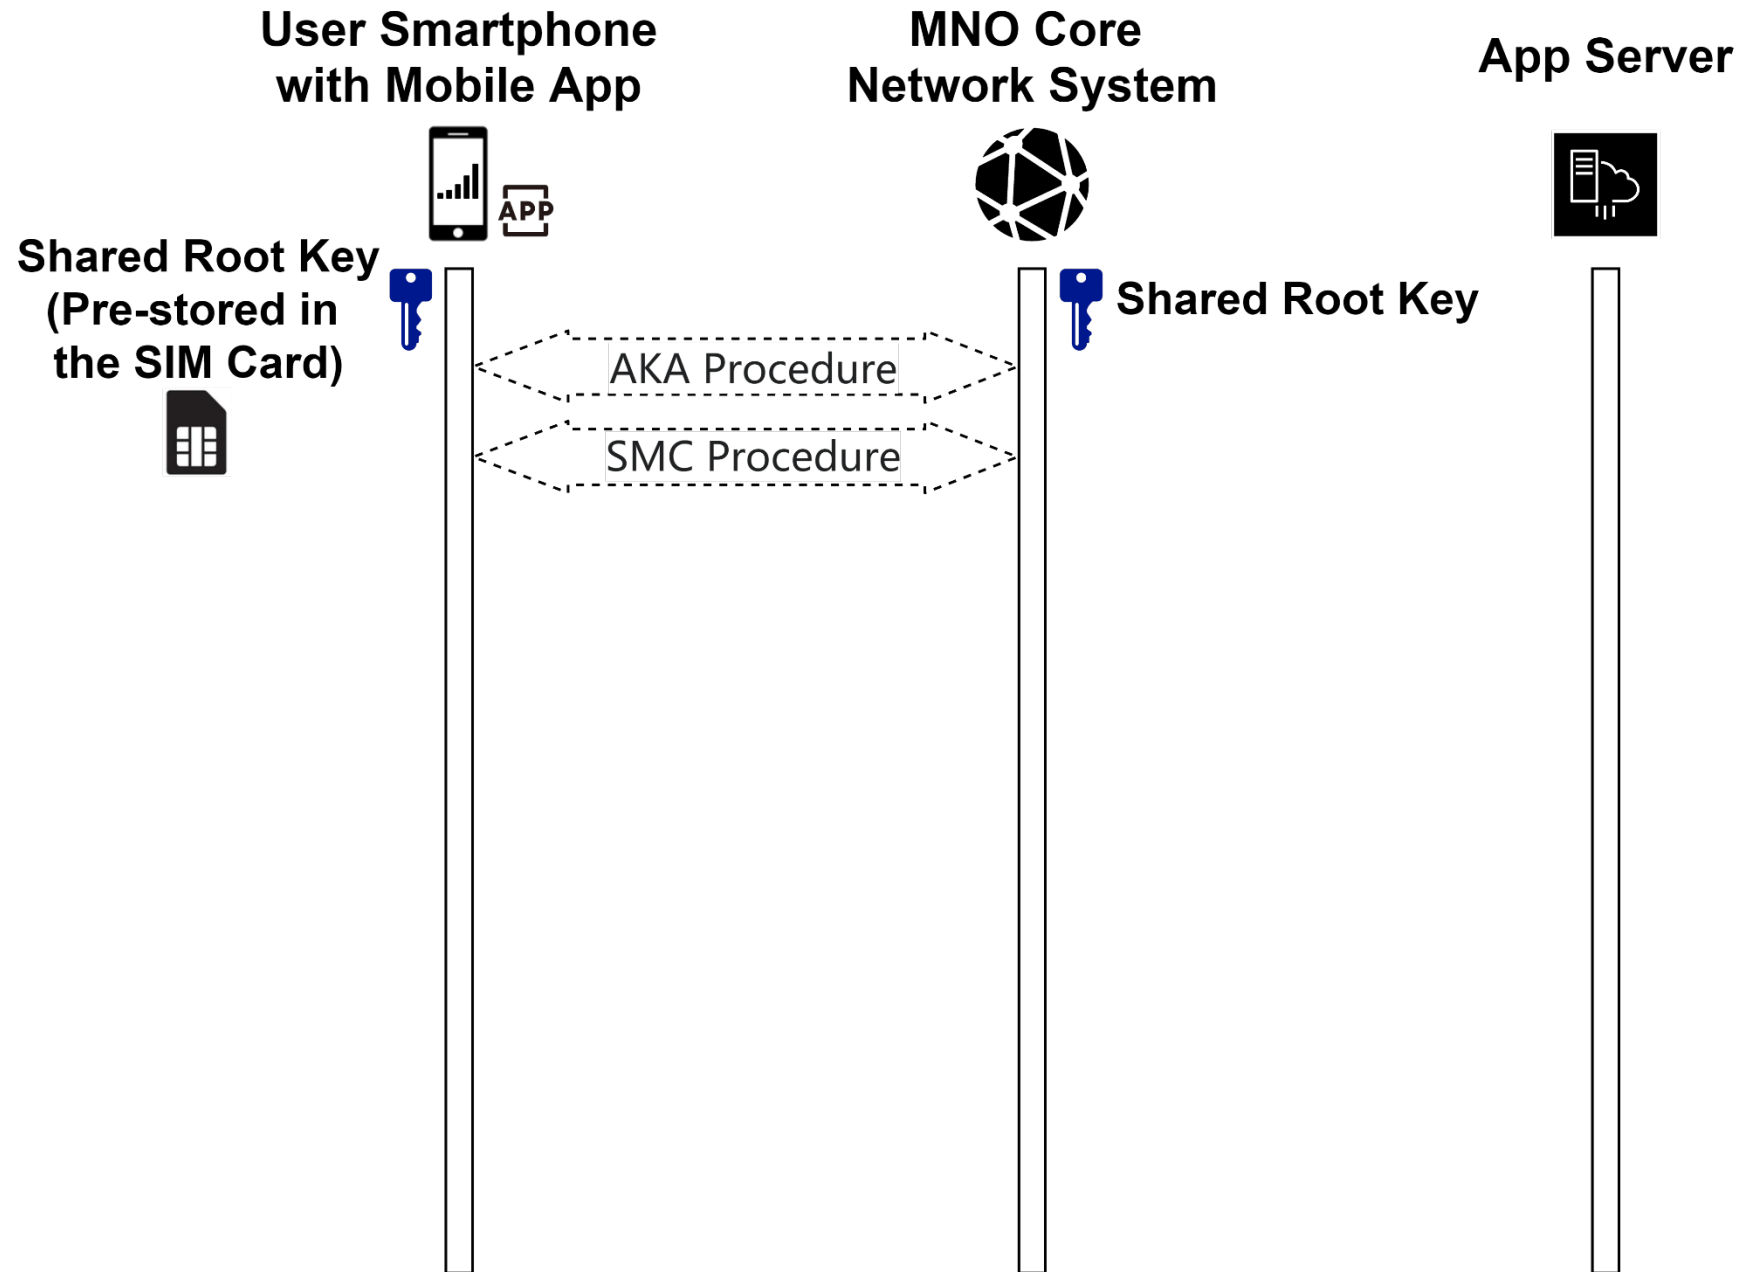 User Smartphone
with Mobile App
MNO Core
Network System
App Server
APP
Shared Root Key
(Pre-stored in
the SIM Card)
Shared Root Key
AKA Procedure
SMC Procedure